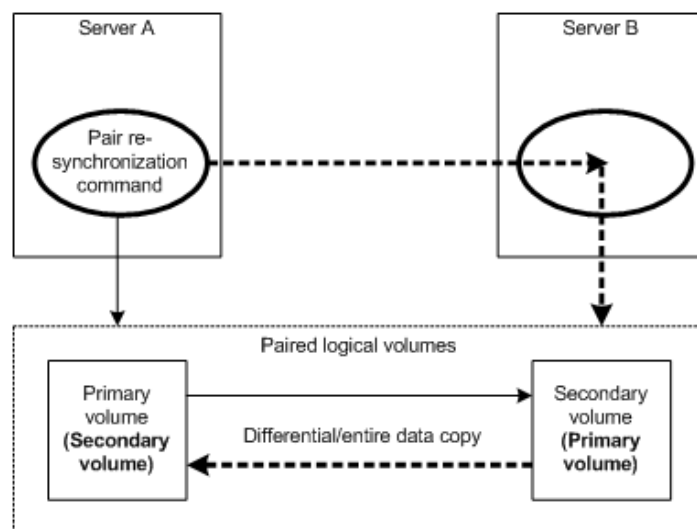 Server A
Server B
Pair re-
synchronization
command
Paired logical volumes
Primary
volume
(Secondary
volume)
Differential/entire data copy
Secondary
volume
(Primary
volume)